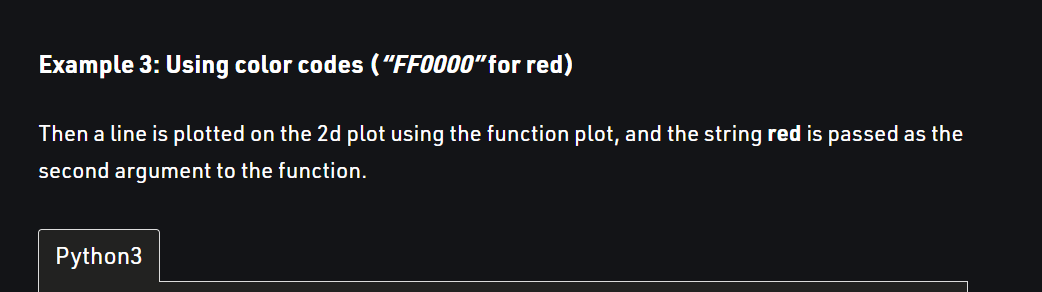 Example 3: Using color codes (“FF0000”for red)
Then a line is plotted on the 2d plot using the function plot, and the string red is passed as the
second argument to the function.
Python3